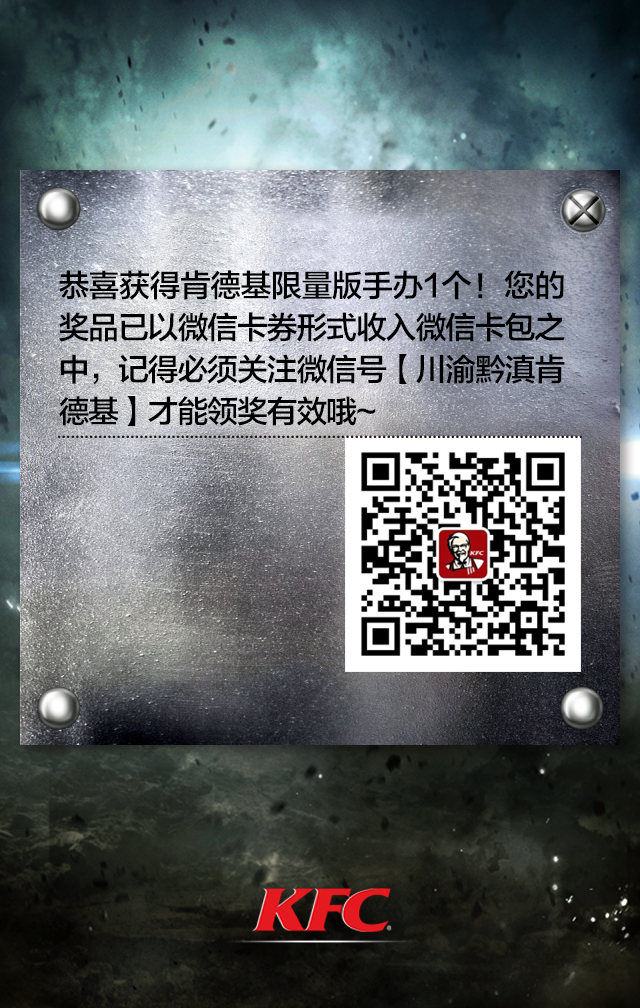 恭喜获得肯德基限量版手办1个！您的
奖品已以微信卡券形式收入微信卡包之
中，记得必须关注微信号【川渝黔滇肯
德基】才能领奖有效哦~
KFC
KFC